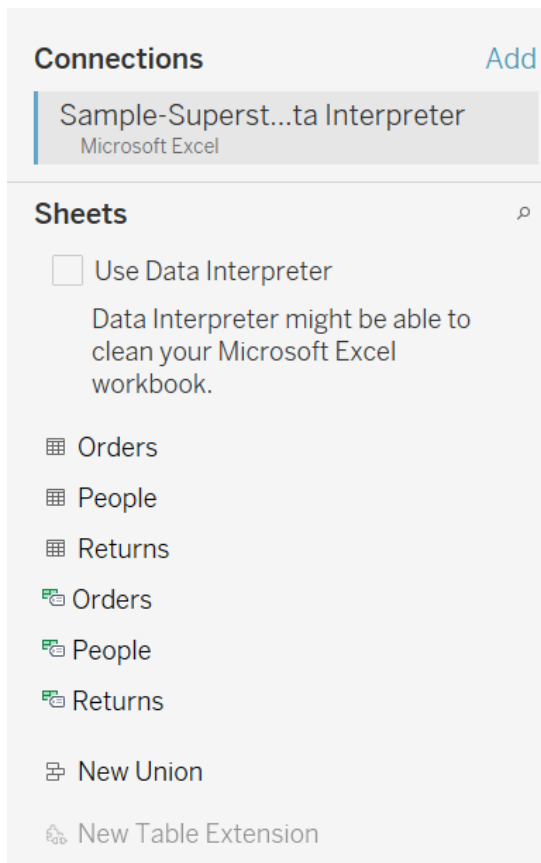 Connections Add
Sample-Superst...ta Interpreter
Microsoft Excel
Sheets
Use Data Interpreter
Data Interpreter might be able to
clean your Microsoft Excel
workbook.
Orders
People
Returns
Orders
People
Returns
New Union
New Table Extension